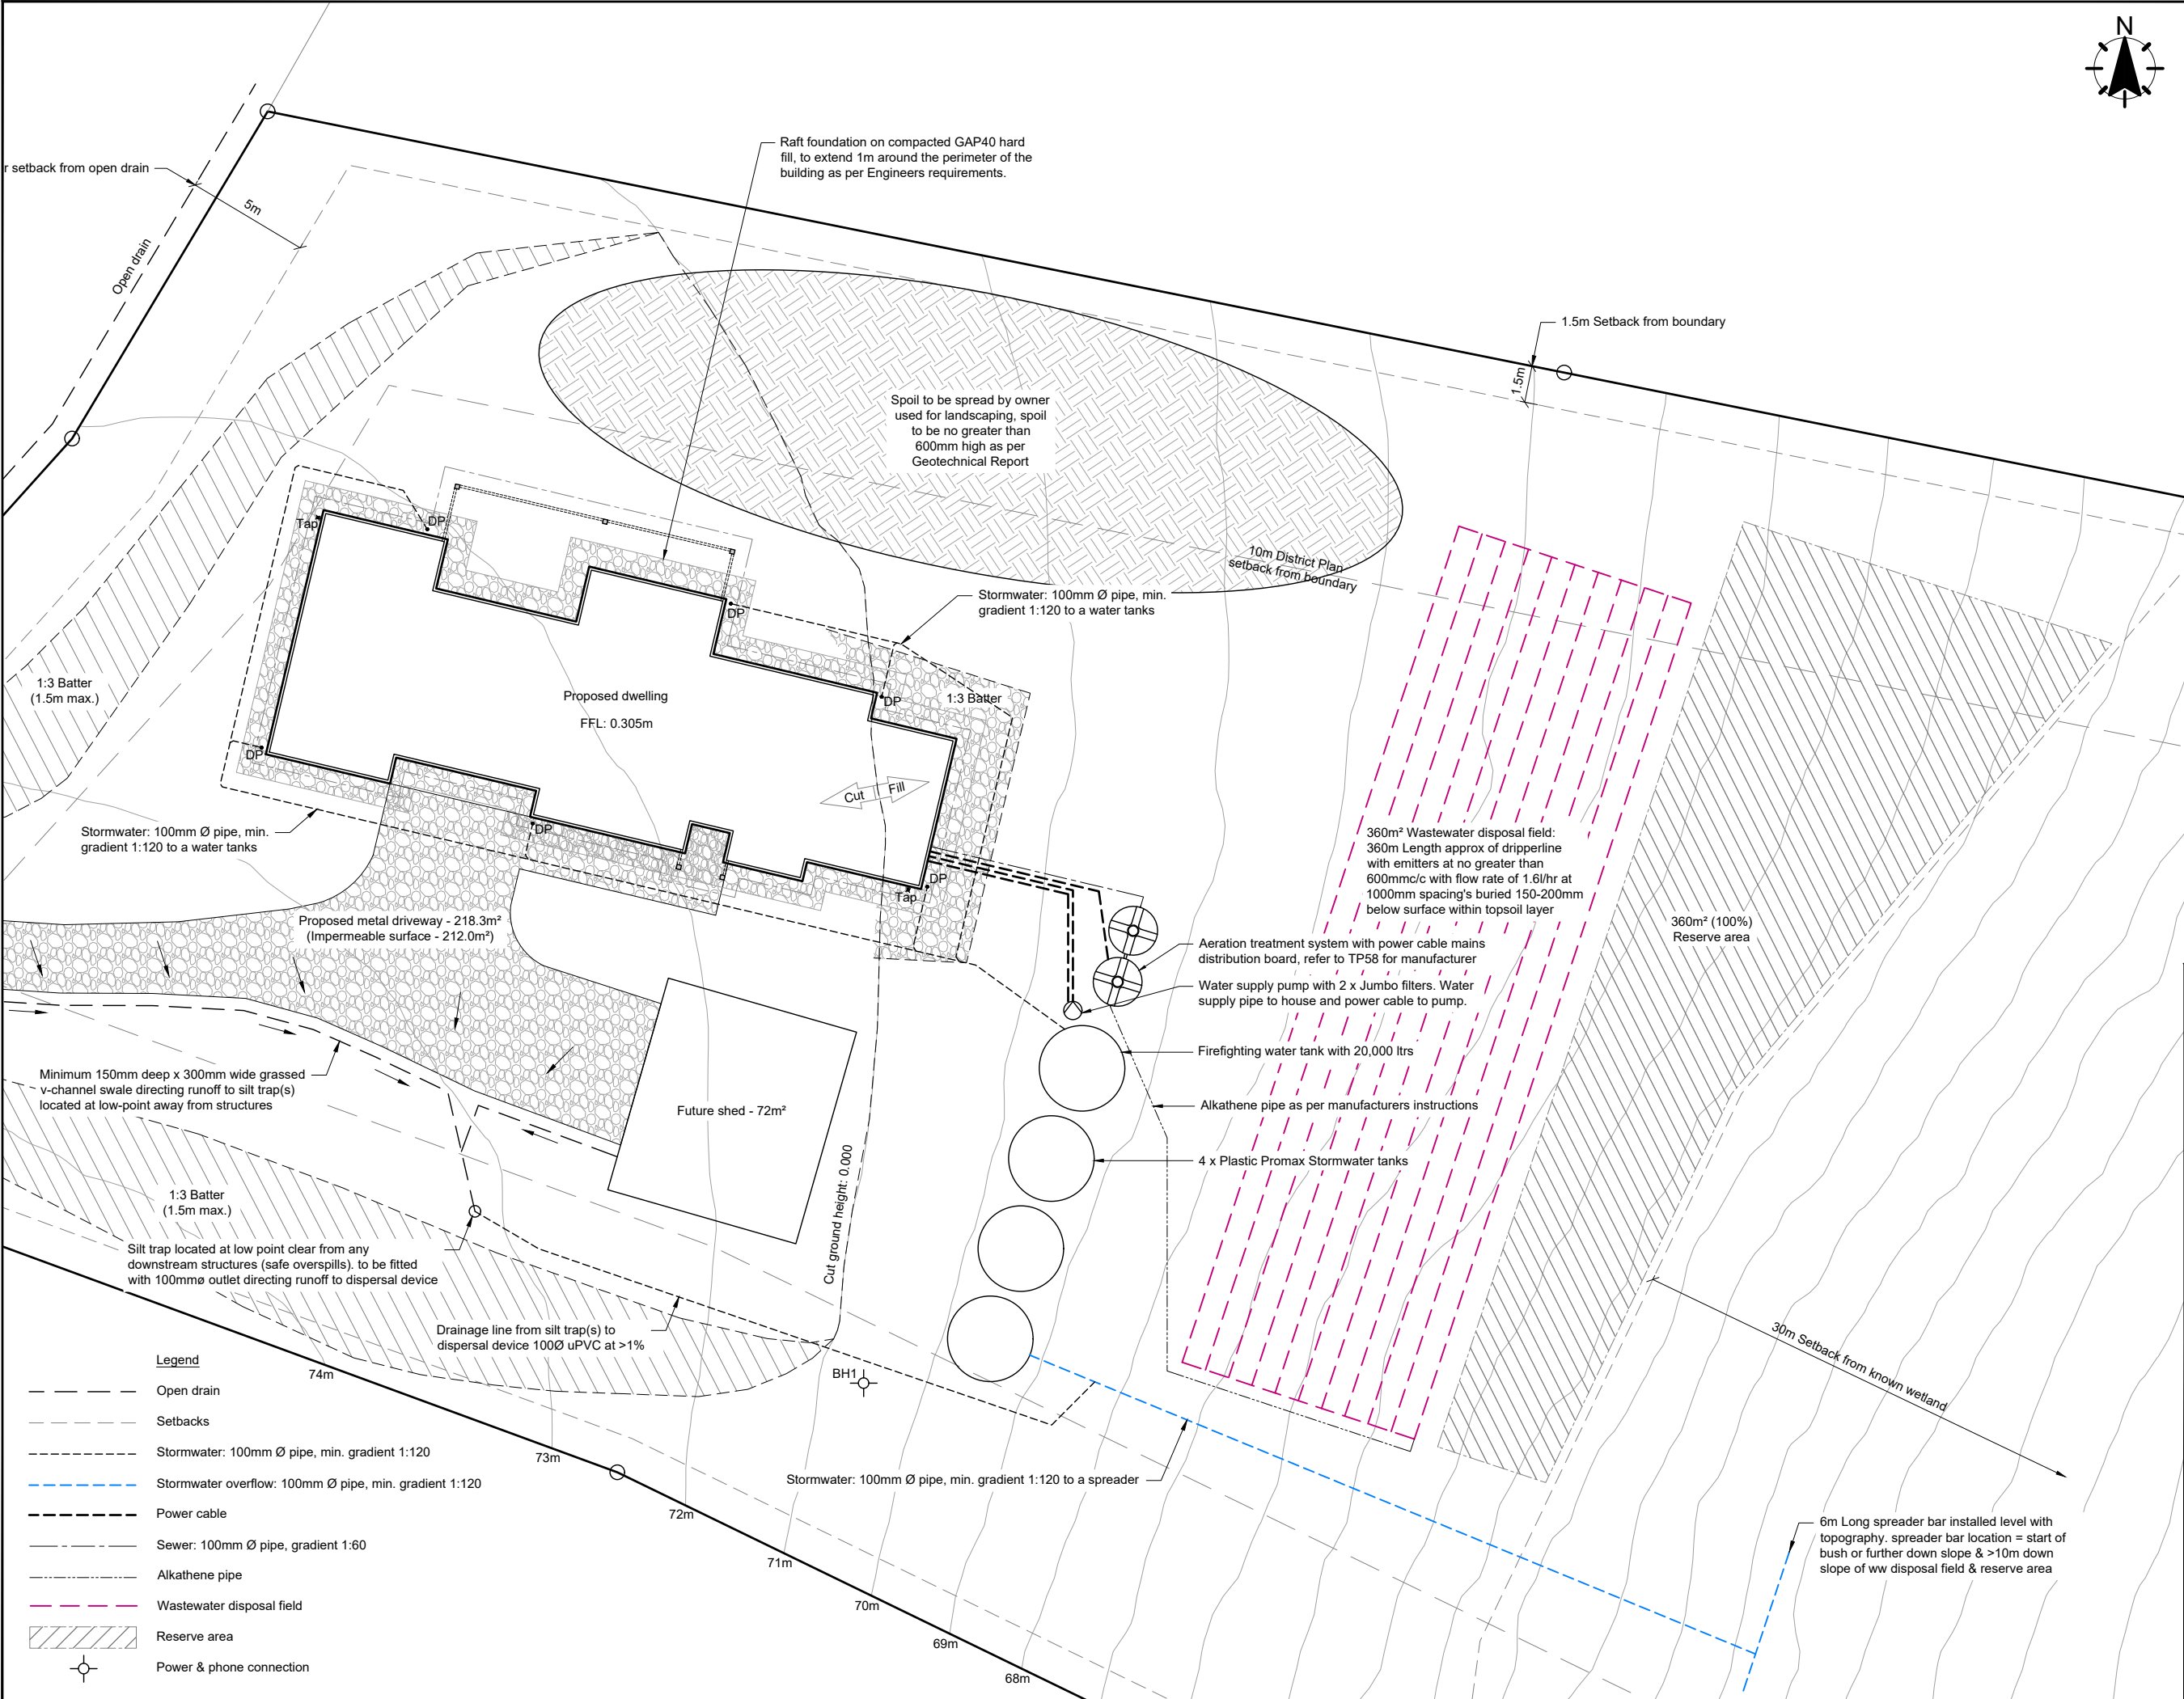 N
r setback from open drain
5m
Open drain
Raft foundation on compacted GAP40 hard
fill, to extend 1m around the perimeter of the
building as per Engineers requirements.
1.5m Setback from boundary
1.5m
Spoil to be spread by owner
used for landscaping, spoil
to be no greater than
600mm high as per
Geotechnical Report
10m District Plan
setback from boundary
Stormwater: 100mm Ø pipe, min.
gradient 1:120 to a water tanks
Tap
DP
DP
DP
1:3 Batter
(1.5m max.)
Proposed dwelling
FFL: 0.305m
1:3 Batter
DP
Cut
Fill
Stormwater: 100mm Ø pipe, min.
gradient 1:120 to a water tanks
DP
DP
Tap
360m² Wastewater disposal field:
360m Length approx of dripperline
with emitters at no greater than
600mmc/c with flow rate of 1.6l/hr at
1000mm spacing's buried 150-200mm
below surface within topsoil layer
360m² (100%)
Reserve area
Proposed metal driveway - 218.3m²
(Impermeable surface - 212.0m²)
Aeration treatment system with power cable mains
distribution board, refer to TP58 for manufacturer
Water supply pump with 2 x Jumbo filters. Water
supply pipe to house and power cable to pump.
Firefighting water tank with 20,000 ltrs
Minimum 150mm deep x 300mm wide grassed
v-channel swale directing runoff to silt trap(s)
located at low-point away from structures
Future shed - 72m²
Alkathene pipe as per manufacturers instructions
4 x Plastic Promax Stormwater tanks
Cut ground height: 0.000
1:3 Batter
(1.5m max.)
Silt trap located at low point clear from any
downstream structures (safe overspills). to be fitted
with 100mmø outlet directing runoff to dispersal device
Drainage line from silt trap(s) to
dispersal device 100Ø uPVC at >1%
BH1
30m Setback from known wetland
Stormwater: 100mm Ø pipe, min. gradient 1:120 to a spreader
6m Long spreader bar installed level with
topography. spreader bar location = start of
bush or further down slope & >10m down
slope of ww disposal field & reserve area
74m
73m
72m
71m
70m
69m
68m
Legend
Open drain
Setbacks
Stormwater: 100mm Ø pipe, min. gradient 1:120
Stormwater overflow: 100mm Ø pipe, min. gradient 1:120
Power cable
Sewer: 100mm Ø pipe, gradient 1:60
Alkathene pipe
Wastewater disposal field
Reserve area
Power & phone connection